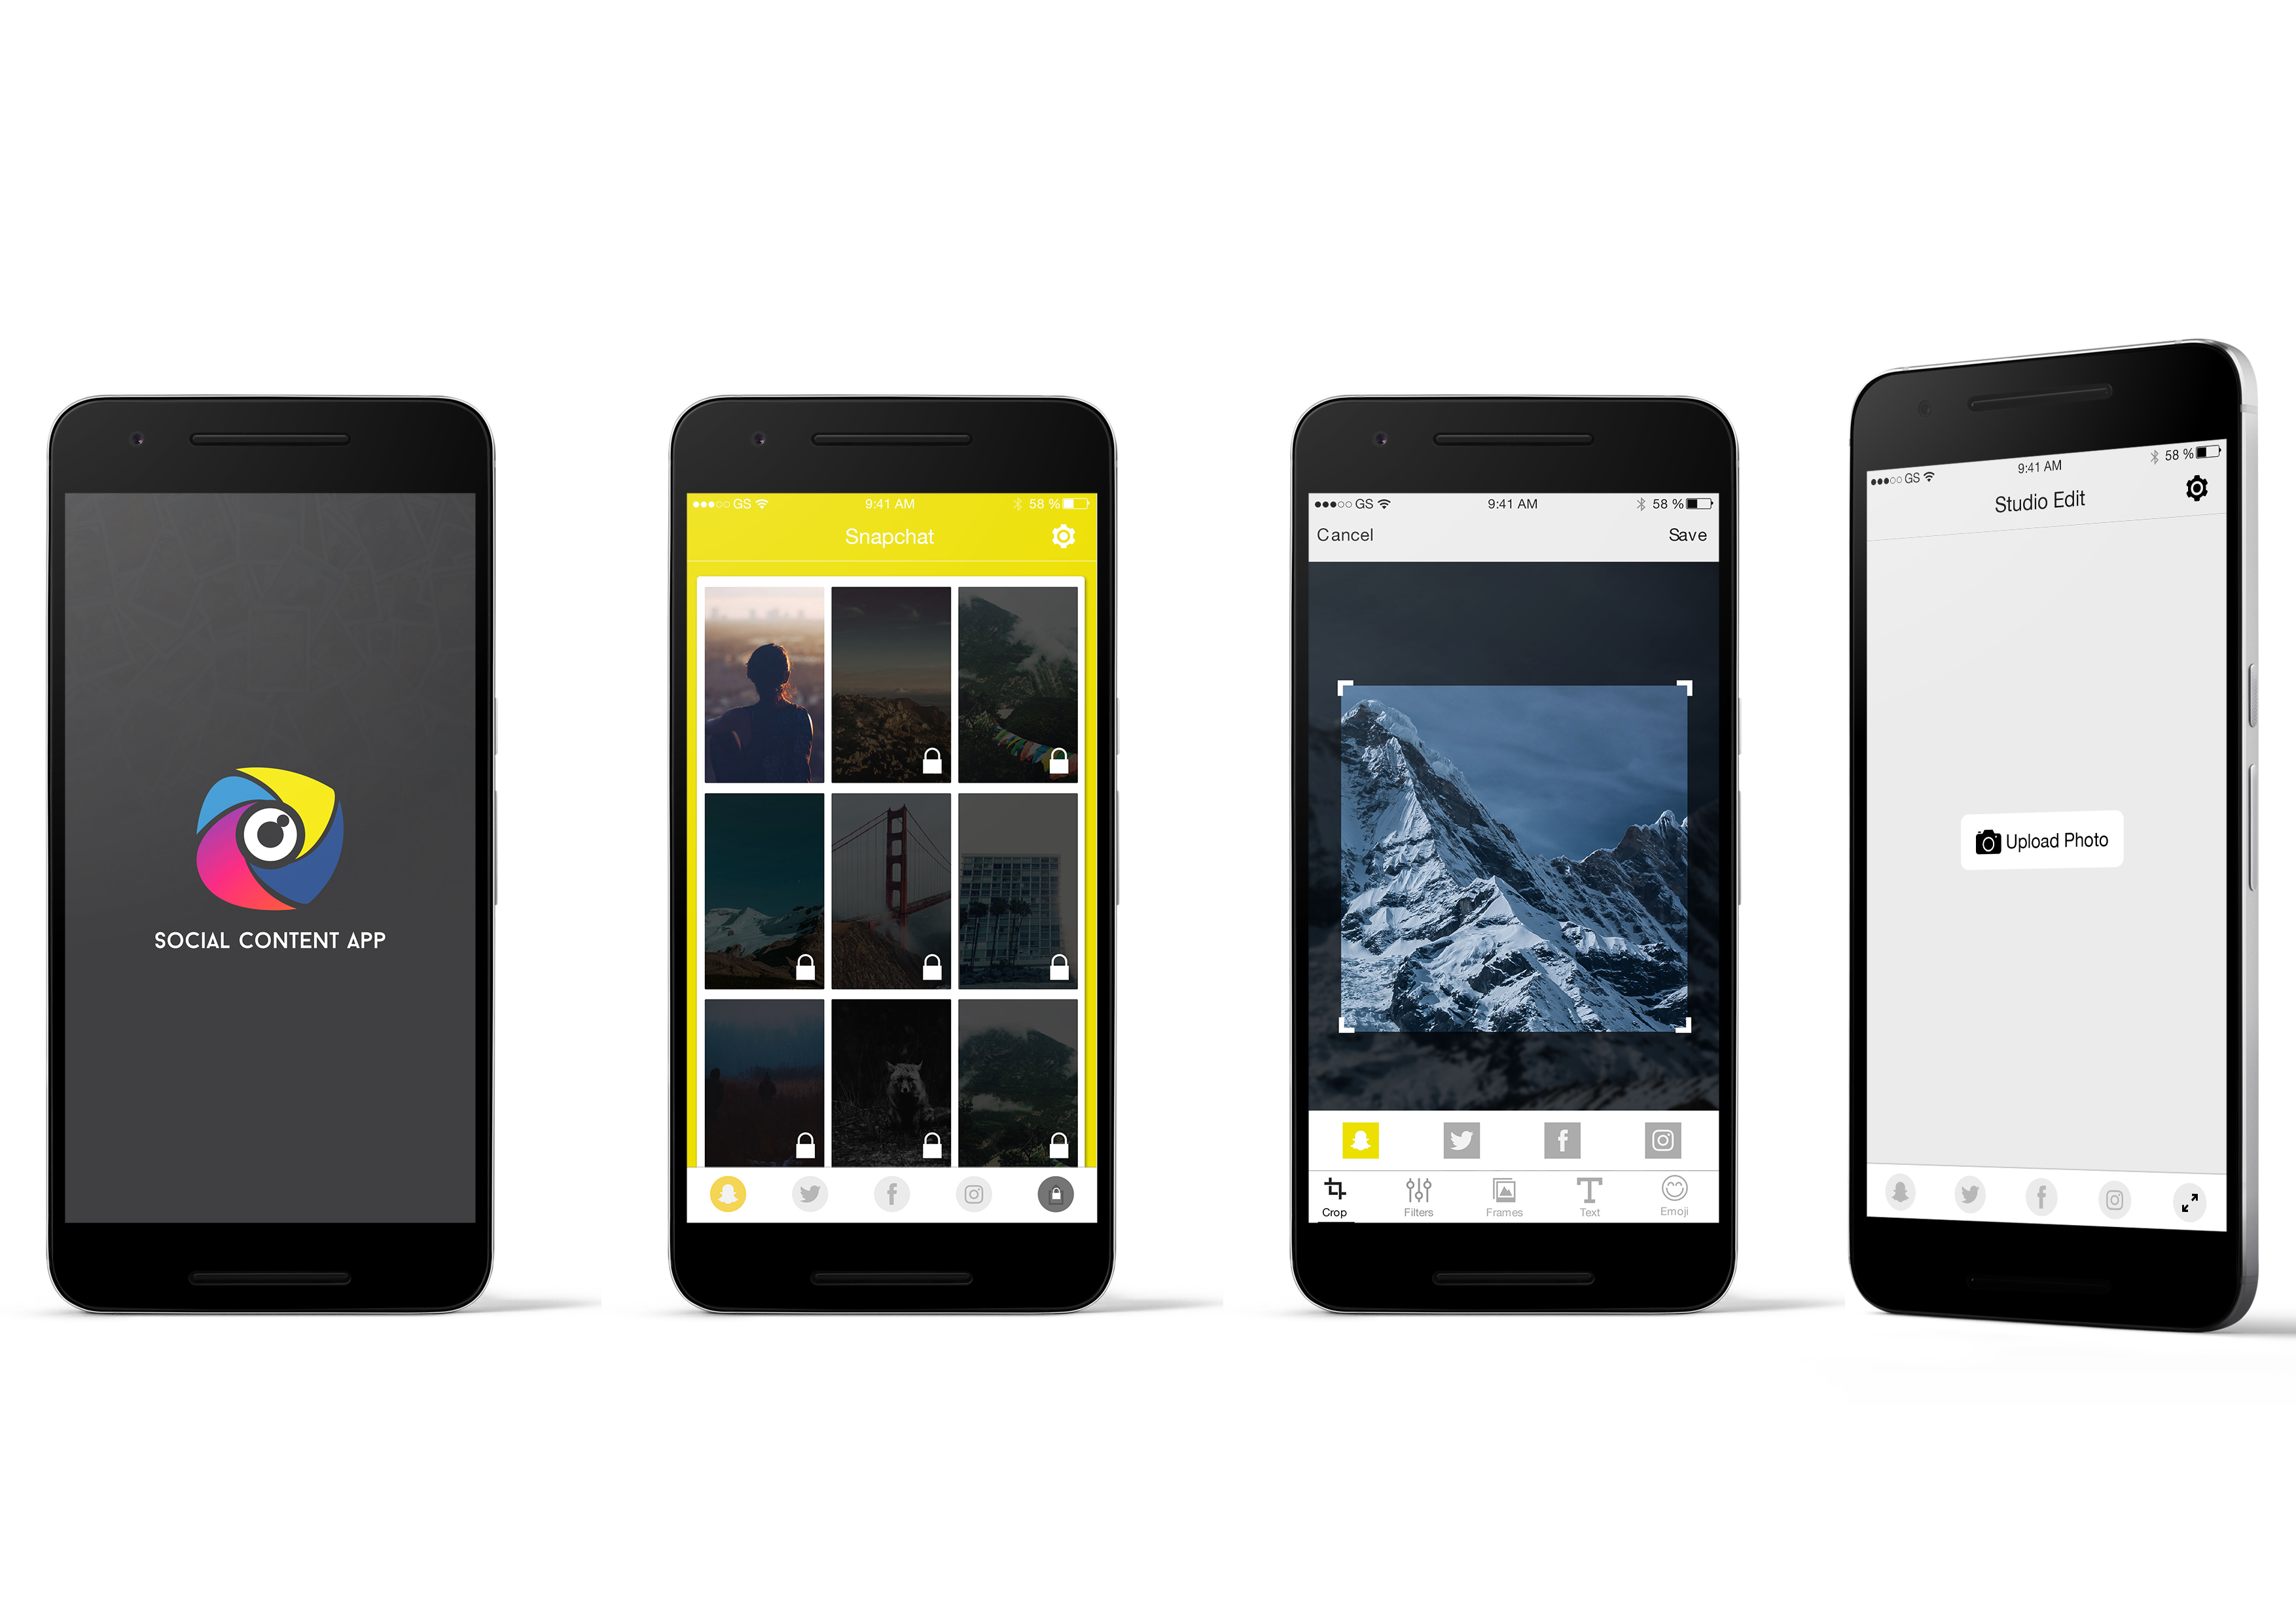 SOCIAL CONTENT APP
GS 9:41 AM 58 %
Snapchat
GS 9:41 AM 58 %
Cancel Save
Crop Filters Frames Text Emoji
GS 9:41 AM 58 %
Studio Edit
Upload Photo